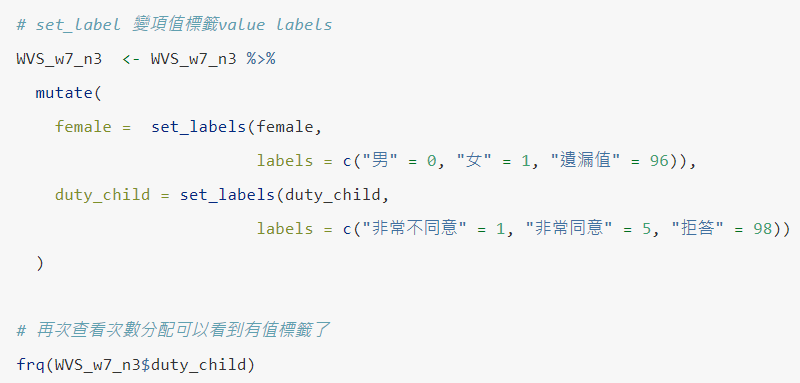 # set_label 變項值標籤value labels
WVS_w7_n3  <- WVS_w7_n3 %>%
  mutate(
    female =  set_labels(female,
                         labels = c("男" = 0, "女" = 1, "遺漏值" = 96)),
    duty_child = set_labels(duty_child,
                         labels = c("非常不同意" = 1, "非常同意" = 5, "拒答" = 98))
  )
# 再次查看次數分配可以看到有值標籤了
frq(WVS_w7_n3$duty_child)